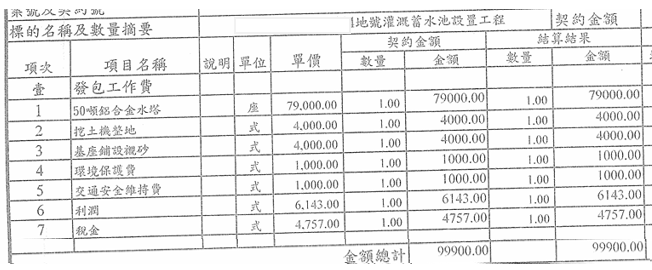 案號及契約號
標的名稱及數量摘要 地號灌溉蓄水池設置工程 契約金額
契約金額 結算結果
項次 項目名稱 說明 單位 單價 數量 金額 數量 金額
壹 發包工作費
1 50噸鋁合金水塔 座 79,000.00 1.00 79000.00 1.00 79000.00
2 挖土機整地 式 4,000.00 1.00 4000.00 1.00 4000.00
3 基座鋪設襯砂 式 4,000.00 1.00 4000.00 1.00 4000.00
4 環境保護費 式 1,000.00 1.00 1000.00 1.00 1000.00
5 交通安全維持費 式 1,000.00 1.00 1000.00 1.00 1000.00
6 利潤 式 6,143.00 1.00 6143.00 1.00 6143.00
7 稅金 式 4,757.00 1.00 4757.00 1.00 4757.00
金額總計 99900.00 99900.00